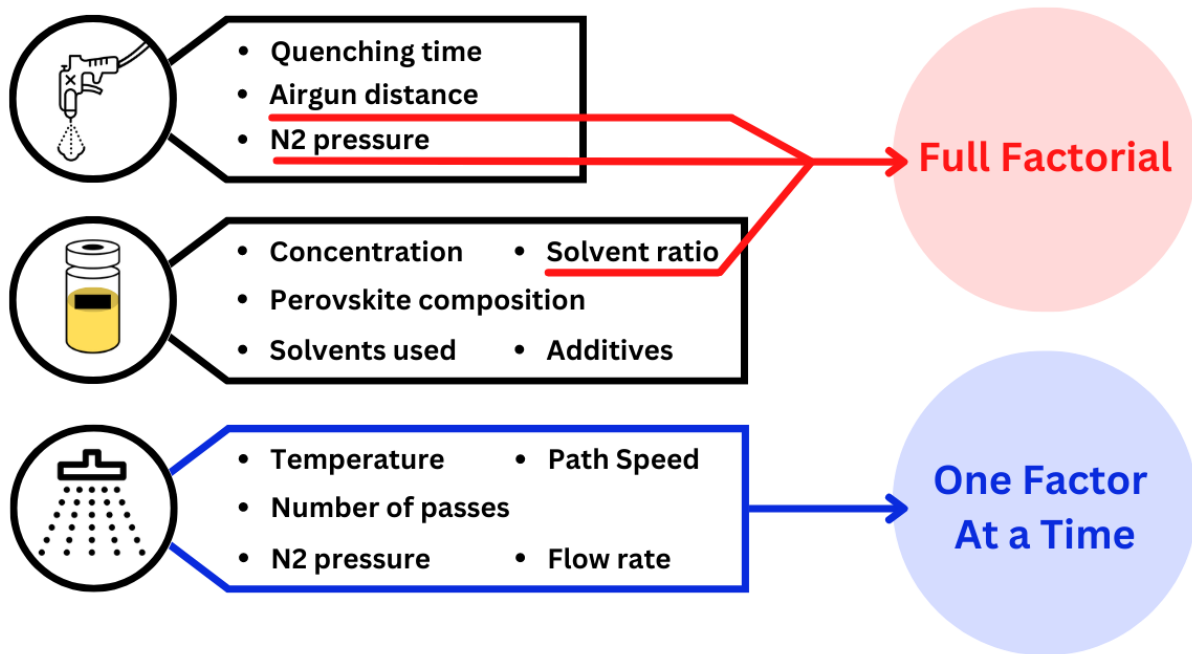 • Quenching time
• Airgun distance
• N2 pressure
Full Factorial
• Concentration • Solvent ratio
• Perovskite composition
• Solvents used • Additives
• Temperature • Path Speed
• Number of passes
• N2 pressure • Flow rate
One Factor
At a Time